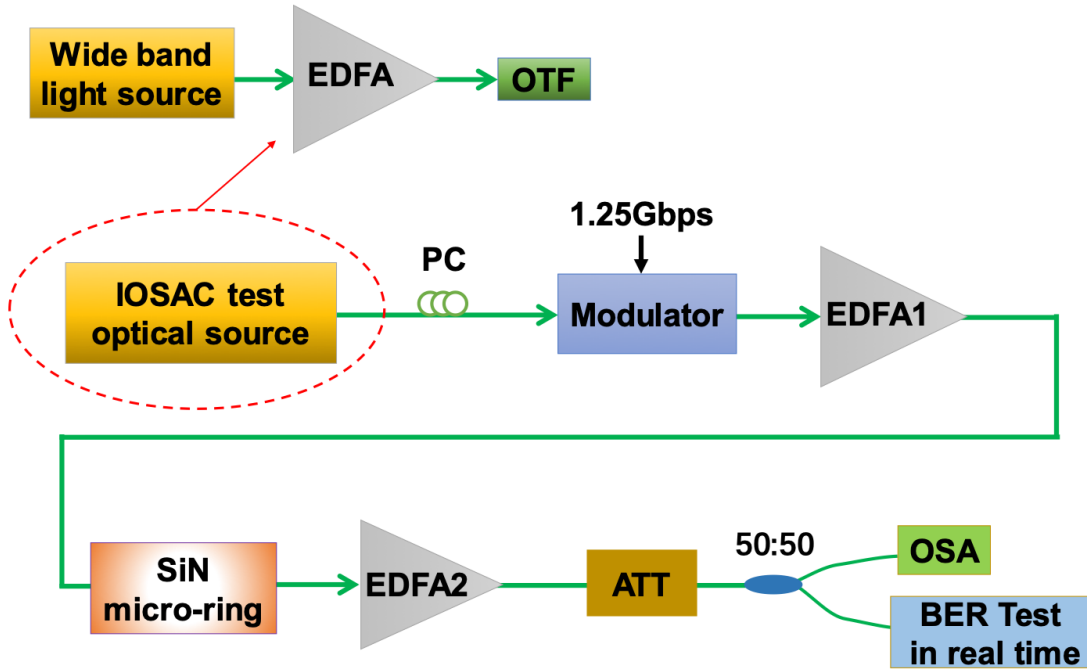 Wide band
light source
EDFA
OTF
IOSAC test
optical source
PC
1.25Gbps
Modulator
EDFA1
SiN
micro-ring
EDFA2
ATT
50:50
OSA
BER Test
in real time